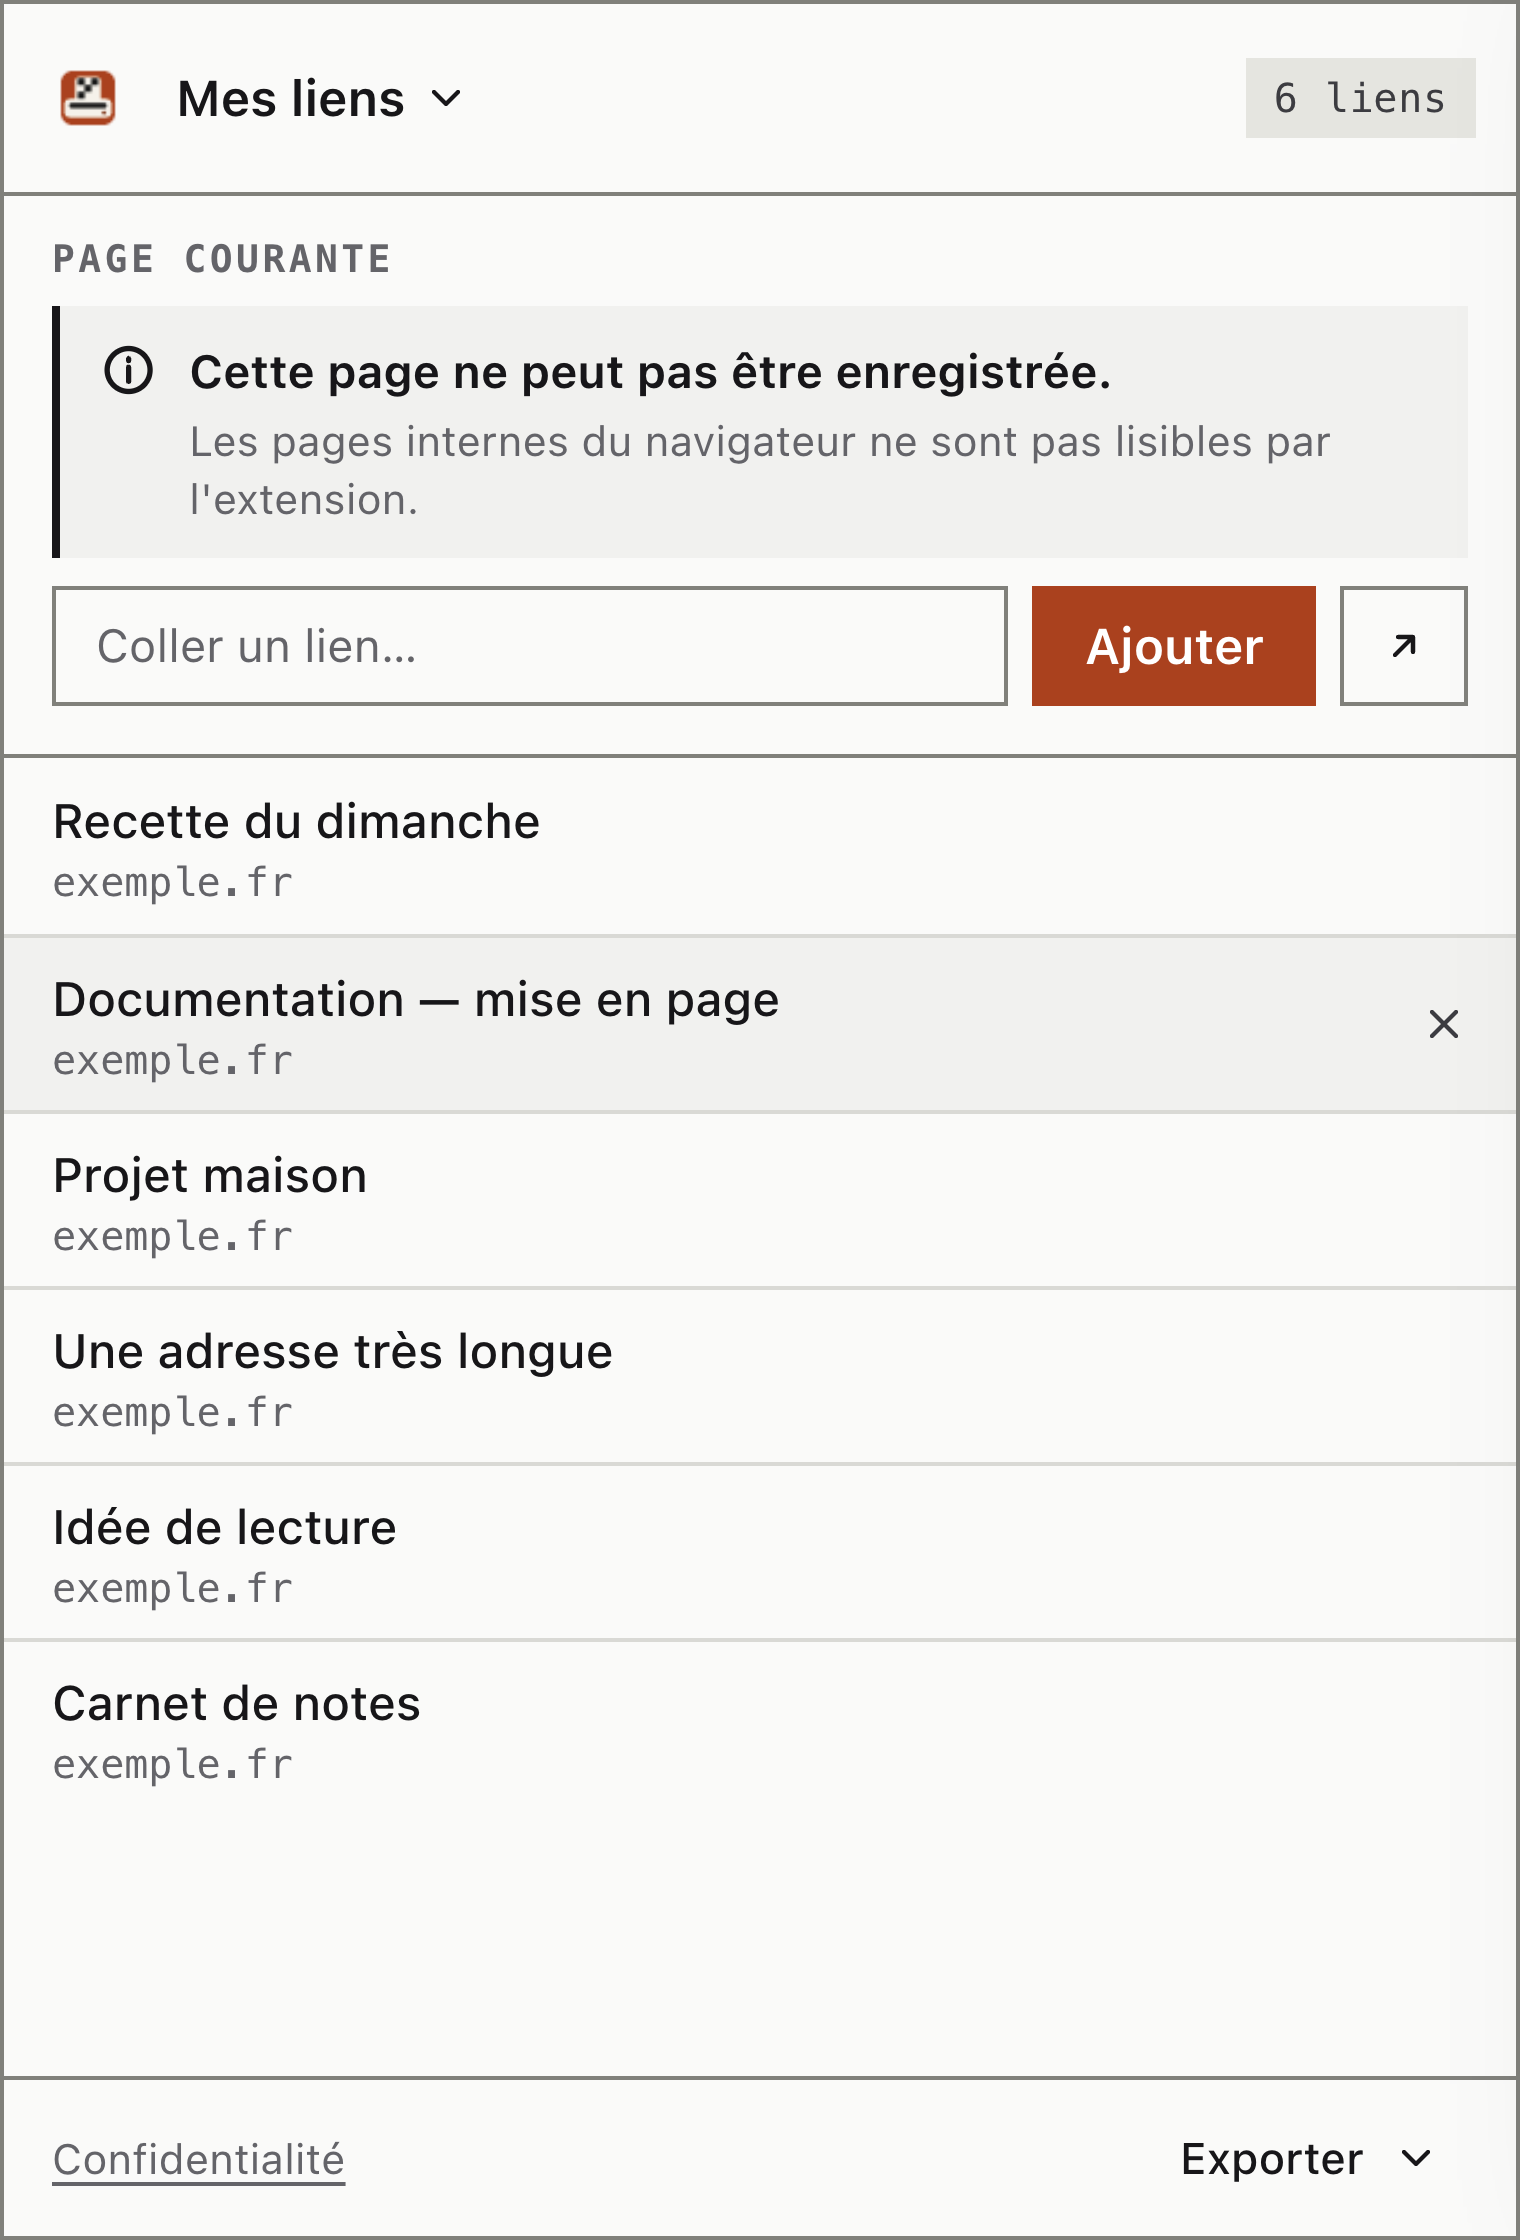 Mes liens
6 liens
PAGE COURANTE
Cette page ne peut pas être enregistrée.
Les pages internes du navigateur ne sont pas lisibles par
l'extension.
Coller un lien...
Ajouter
Recette du dimanche
exemple.fr
Documentation — mise en page
exemple.fr
Projet maison
exemple.fr
Une adresse très longue
exemple.fr
Idée de lecture
exemple.fr
Carnet de notes
exemple.fr
Confidentialité
Exporter